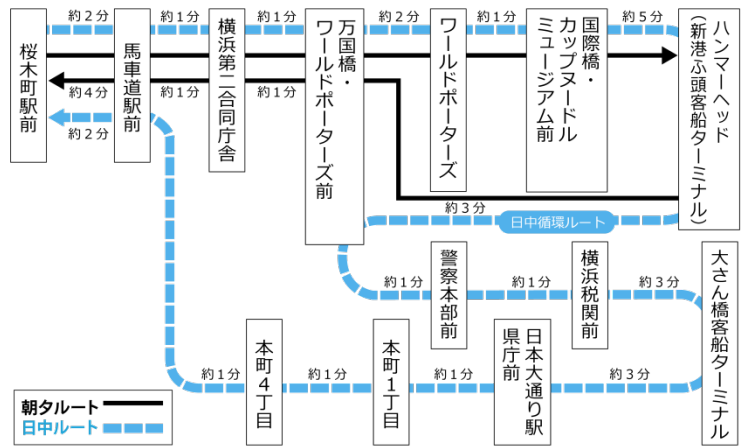 約2分
約1分
約1分
約2分
約1分
約5分
桜木町駅前
馬車道駅前
横浜第二合同庁舎
万国橋・
ワールドポーターズ前
ワールドポーターズ
国際橋・
カップヌードル
ミュージアム前
ハンマーヘッド
(新港ふ頭客船ターミナル)
約4分
約1分
約1分
約2分
約3分
日中循環ルート
警察本部前
横浜税関前
大さん橋客船ターミナル
約1分
約1分
約3分
本町4丁目
本町1丁目
日本大通り駅
県庁前
約1分
約1分
約1分
約3分
朝夕ルート
日中ルート